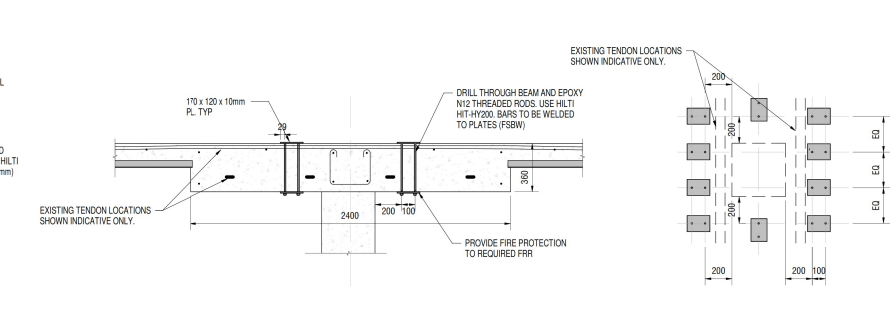 L
O
HILTI
mm)
170 x 120 x 10mm
PL. TYP
29
DRILL THROUGH BEAM AND EPOXY
N12 THREADED RODS. USE HILTI
HIT-HY200. BARS TO BE WELDED
TO PLATES (FSBW)
360
EXISTING TENDON LOCATIONS
SHOWN INDICATIVE ONLY.
2400
200
100
PROVIDE FIRE PROTECTION
TO REQUIRED FRR
EXISTING TENDON LOCATIONS
SHOWN INDICATIVE ONLY.
200
200
EQ
EQ
EQ
200
200
200
100